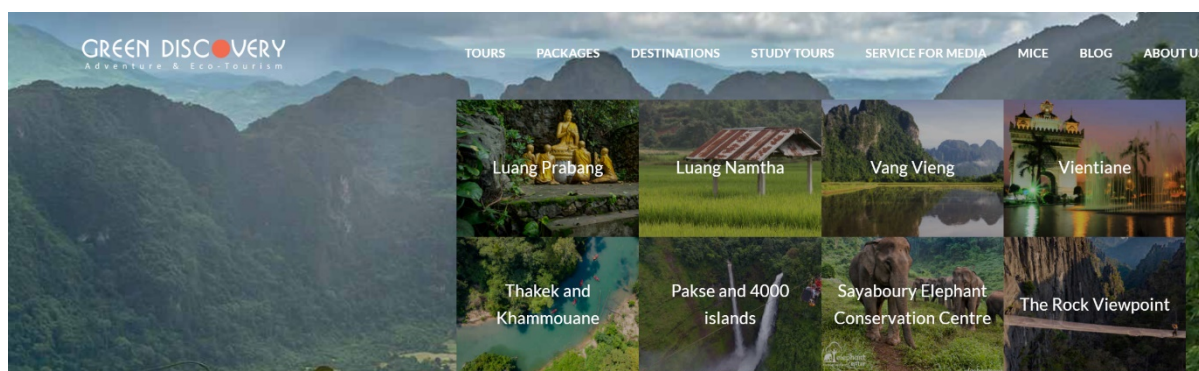 GREEN DISCOVERY
Adventure & Eco-Tourism
TOURS PACKAGES DESTINATIONS STUDY TOURS SERVICE FOR MEDIA MICE BLOG ABOUT U
Luang Prabang
Luang Namtha
Vang Vieng
Vientiane
Thakek and
Khammouane
Pakse and 4000
islands
Sayaboury Elephant
Conservation Centre
The Rock Viewpoint